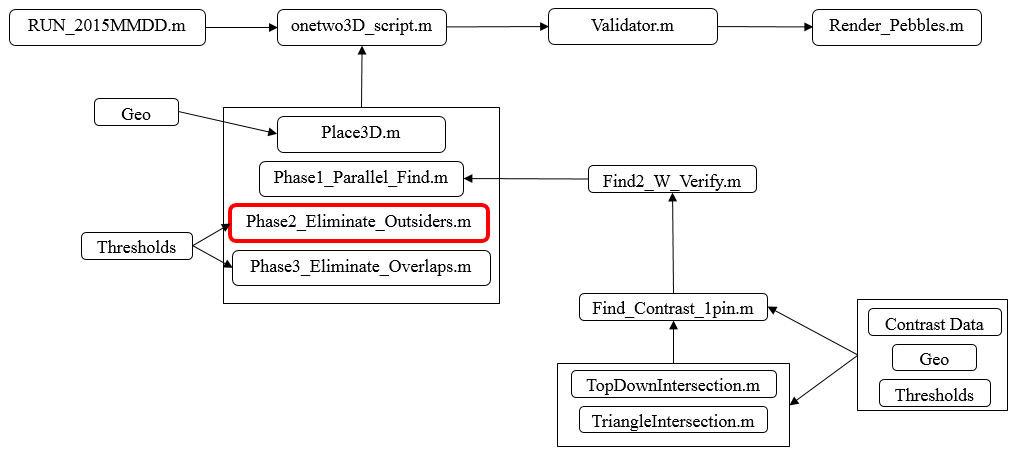 RUN_2015MMDD.m
onetwo3D_script.m
Validator.m
Render_Pebbles.m
Geo
Place3D.m
Phase1_Parallel_Find.m
Find2_W_Verify.m
Phase2_Eliminate_Outsiders.m
Thresholds
Phase3_Eliminate_Overlaps.m
Find_Contrast_1pin.m
Contrast Data
Geo
Thresholds
TopDownIntersection.m
TriangleIntersection.m